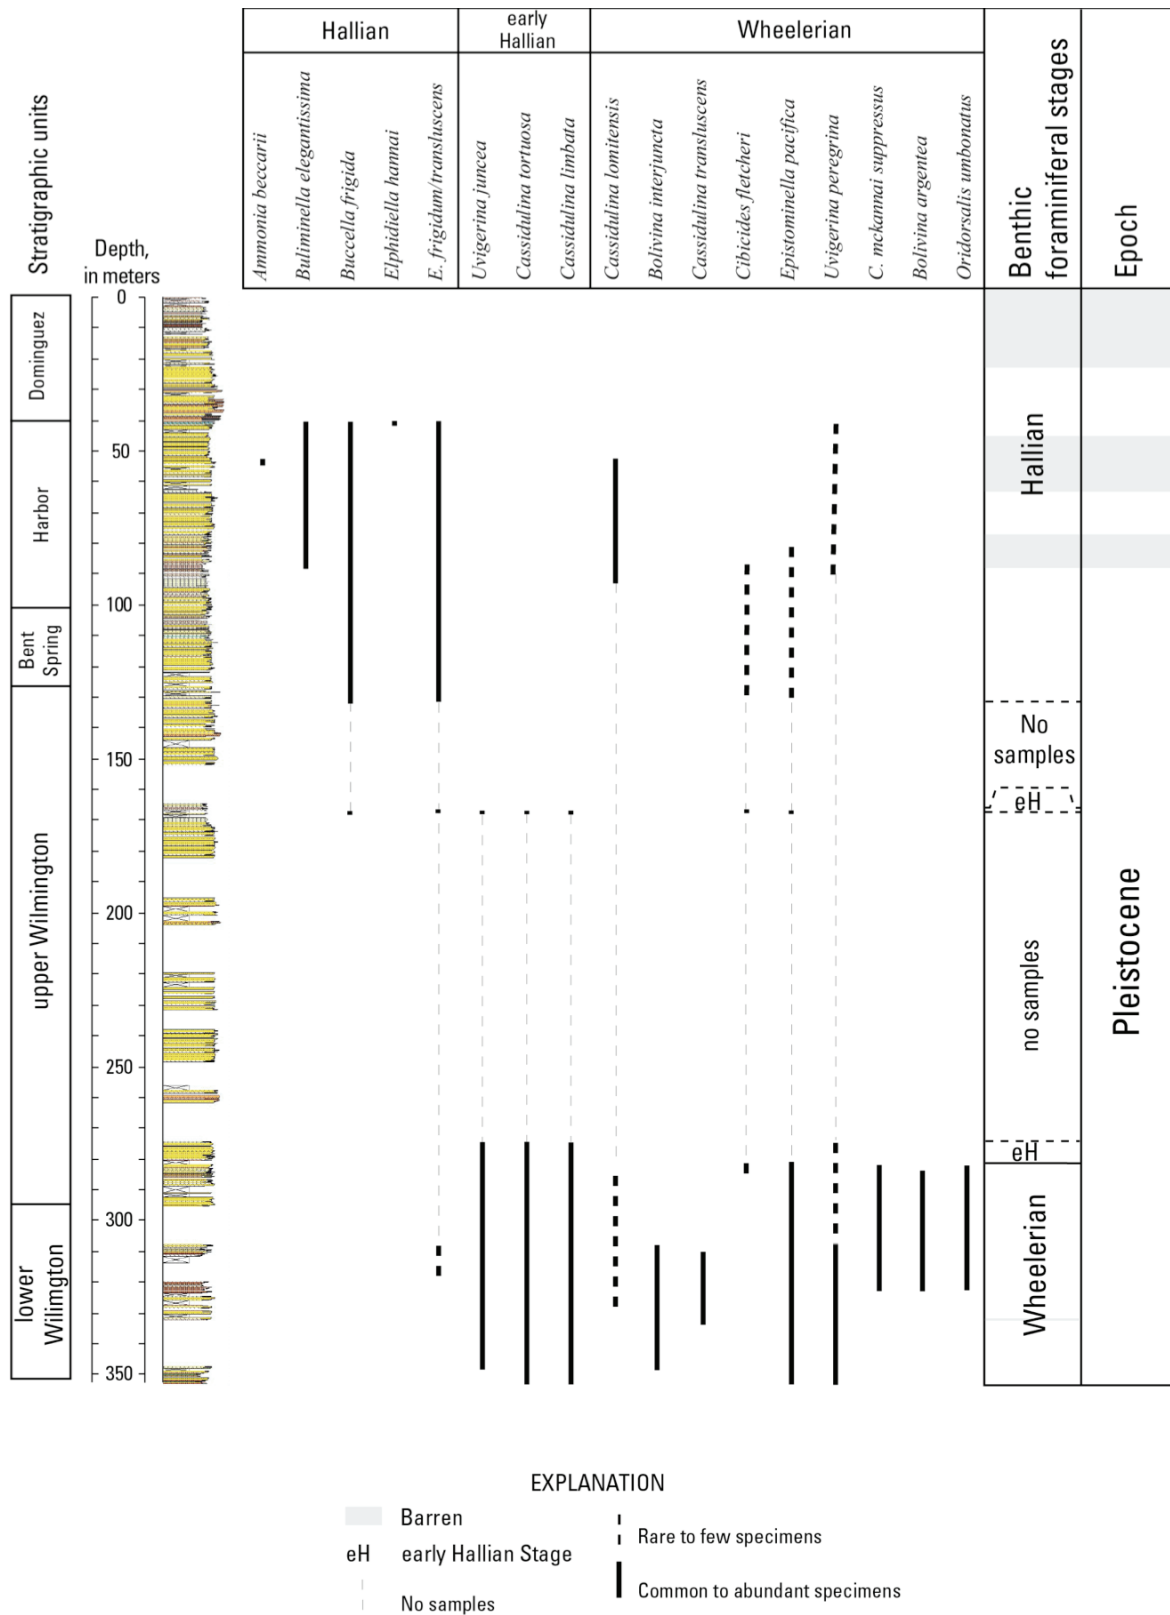 Hallian
early
Hallian
Wheelerian
Stratigraphic units
Depth,
in meters
Ammonia beccarii
Buliminella elegantissima
Buccella frigida
Elphidiella hannai
E. frigidum/transluscens
Uvigerina juncea
Cassidulina tortuosa
Cassidulina limbata
Cassidulina lomitensis
Bolivina interjuncta
Cassidulina transluscens
Cibicides fletcheri
Epistominella pacifica
Uvigerina peregrina
C. mckannai suppressus
Bolivina argentea
Oridorsalis umbonatus
Benthic
foraminiferal stages
Epoch
Dominguez
Harbor
Bent
Spring
upper Wilmington
lower
Wilimgton
0
50
100
150
200
250
300
350
Hallian
No
samples
eH
no samples
eH
Wheelerian
Pleistocene
EXPLANATION
Barren
eH early Hallian Stage
No samples
Rare to few specimens
Common to abundant specimens